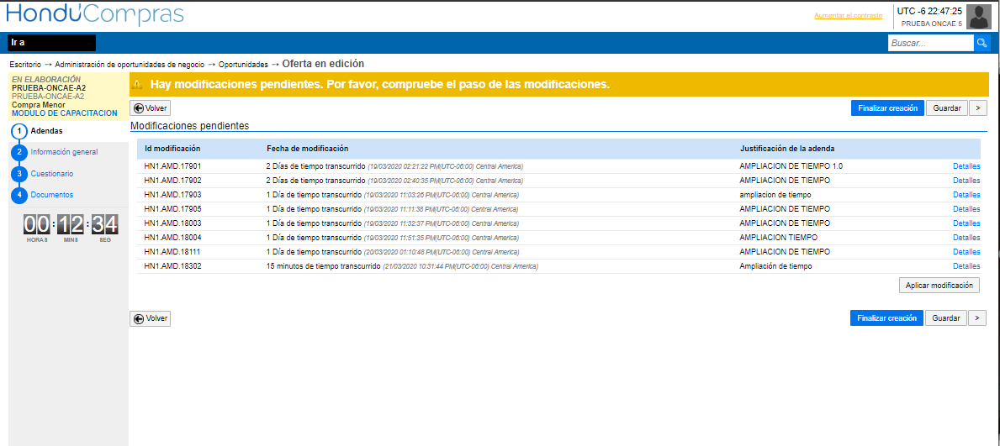 HonduCompras
Aumentar el contraste
UTC -6 22:47:25
PRUEBA ONCAE 5
Ir a
Buscar...
Escritorio → Administración de oportunidades de negocio → Oportunidades → Oferta en edición
EN ELABORACIÓN
PRUEBA-ONCAE-A2
PRUEBA-ONCAE-A2
Compra Menor
MODULO DE CAPACITACION
1 Adendas
2 Información general
3 Cuestionario
4 Documentos
00 : 12 : 34
HORAS MINS SEG
Hay modificaciones pendientes. Por favor, compruebe el paso de las modificaciones.
Volver Finalizar creación Guardar >
Modificaciones pendientes
Id modificación Fecha de modificación Justificación de la adenda
HN1.AMD.17901 2 Días de tiempo transcurrido (19/03/2020 02:21:22 PM(UTC-06:00) Central America) AMPLIACION DE TIEMPO 1.0 Detalles
HN1.AMD.17902 2 Días de tiempo transcurrido (19/03/2020 02:40:35 PM(UTC-06:00) Central America) AMPLIACION DE TIEMPO Detalles
HN1.AMD.17903 1 Día de tiempo transcurrido (19/03/2020 11:03:26 PM(UTC-06:00) Central America) ampliacion de tiempo Detalles
HN1.AMD.17905 1 Día de tiempo transcurrido (19/03/2020 11:11:38 PM(UTC-06:00) Central America) AMPLIACION DE TIEMPO Detalles
HN1.AMD.18003 1 Día de tiempo transcurrido (19/03/2020 11:32:37 PM(UTC-06:00) Central America) AMPLIACION DE TIEMPO Detalles
HN1.AMD.18004 1 Día de tiempo transcurrido (19/03/2020 11:51:35 PM(UTC-06:00) Central America) AMPLIACION TIEMPO Detalles
HN1.AMD.18111 1 Día de tiempo transcurrido (20/03/2020 01:10:46 PM(UTC-06:00) Central America) AMPLIACION DE TIEMPO Detalles
HN1.AMD.18302 15 minutos de tiempo transcurrido (21/03/2020 10:31:44 PM(UTC-06:00) Central America) Ampliación de tiempo Detalles
Aplicar modificación
Volver Finalizar creación Guardar >